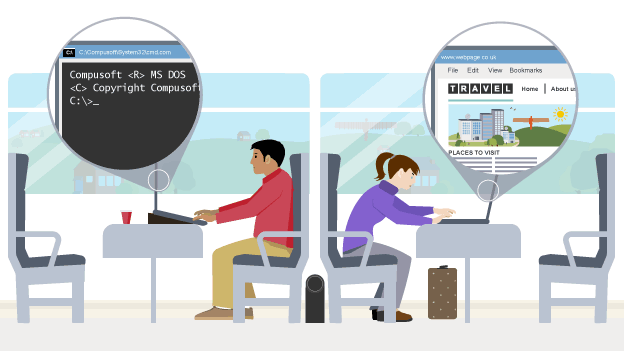 C:\Compusoft\System32\cmd.com
Compusoft <R> MS DOS
<C> Copyright Compusoft
C:\>_
www.webpage.co.uk
File Edit View Bookmarks
TRAVEL Home About us
PLACES TO VISIT